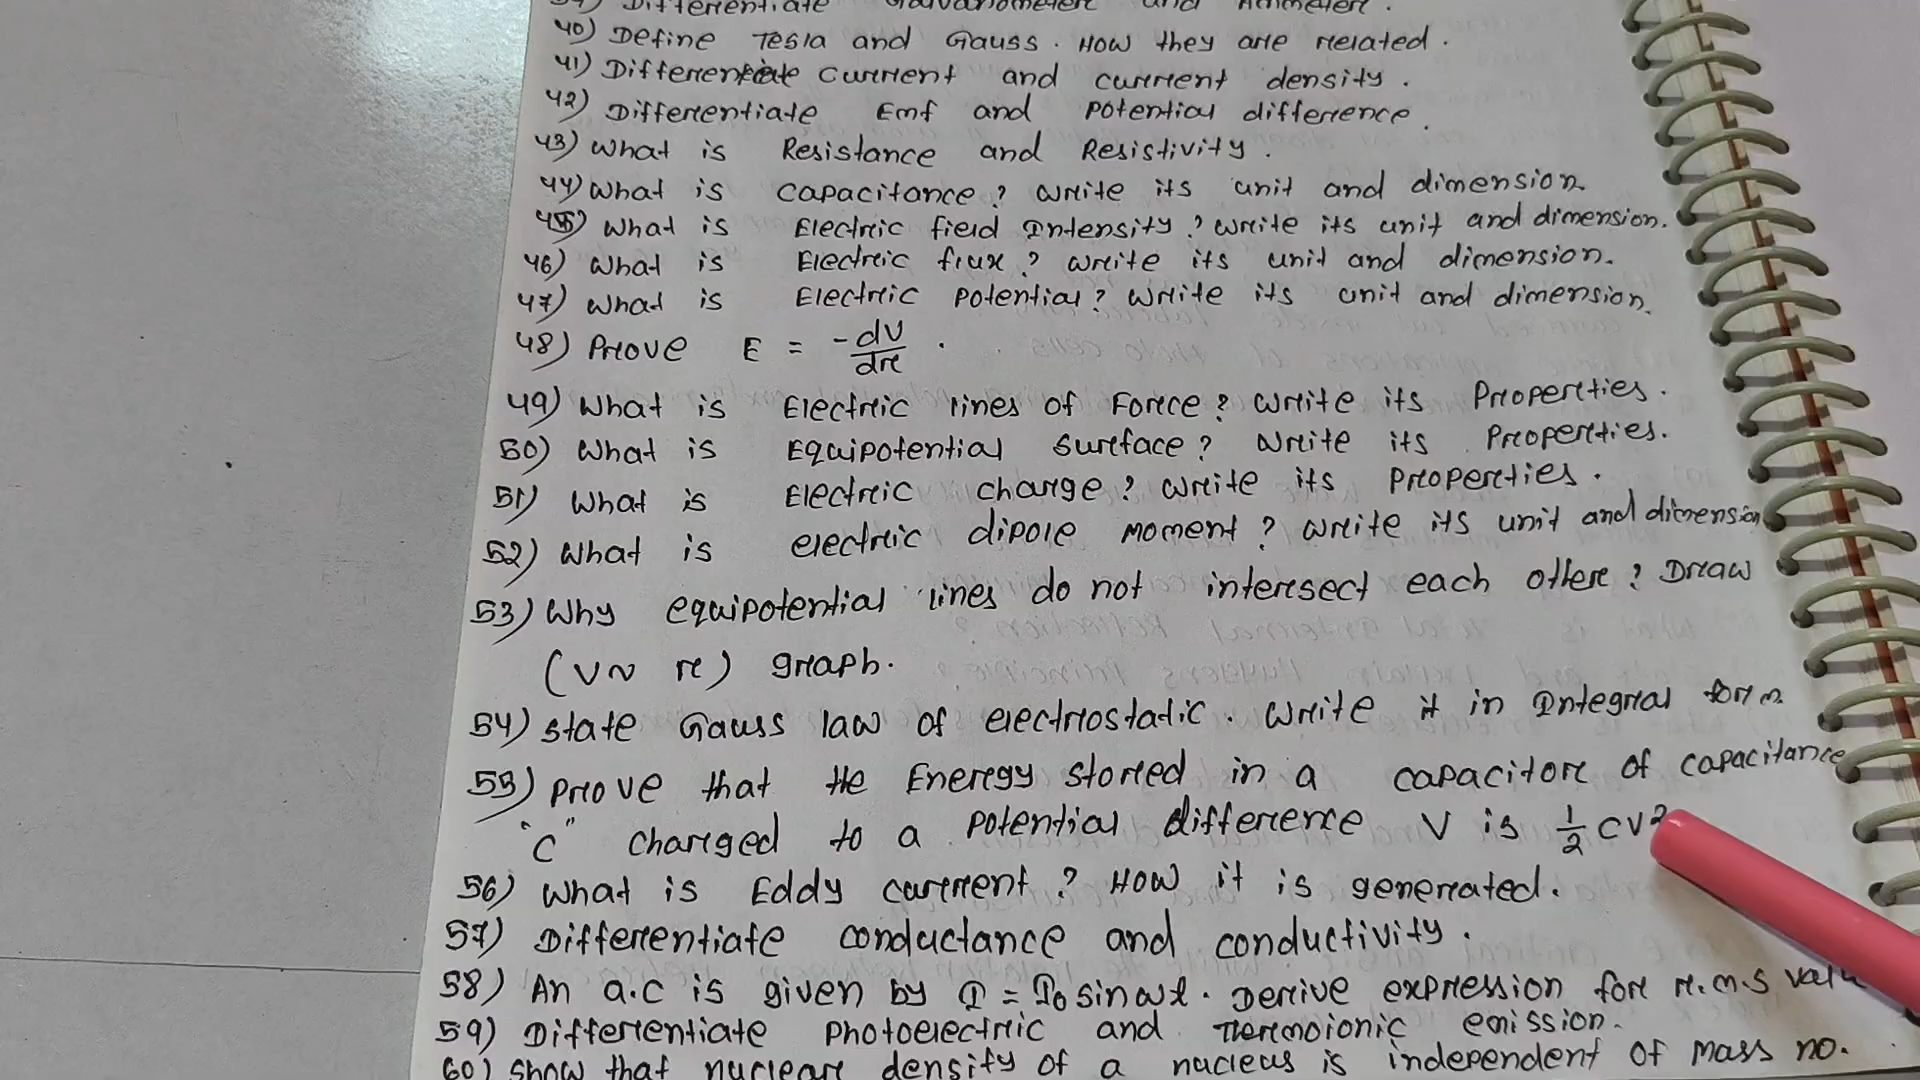 39) Differentiate Galvanometer and Ammeter.
40) Define Tesla and Gauss. How they are related.
41) Differentiate current and current density.
42) Differentiate Emf and potential difference.
43) What is Resistance and Resistivity.
44) What is capacitance? Write its unit and dimension.
45) What is Electric field Intensity? Write its unit and dimension.
46) What is Electric flux? Write its unit and dimension.
47) What is Electric potential? Write its unit and dimension.
48) Prove E = -dV/dr.
49) What is Electric lines of Force? Write its Properties.
50) What is Equipotential surface? Write its Properties.
51) What is Electric charge? Write its Properties.
52) What is electric dipole moment? Write its unit and dimension
53) Why equipotential lines do not intersect each other? Draw
(V~r) graph.
54) State Gauss law of electrostatic. Write it in Integral form
55) Prove that the Energy stored in a capacitor of capacitance
"C" charged to a potential difference V is 1/2 CV²
56) What is Eddy current? How it is generated.
57) Differentiate conductance and conductivity.
58) An a.c is given by I = I₀ sin ωt. Derive expression for r.m.s
59) Differentiate Photoelectric and Thermoionic emission.
60) Show that nuclear density of a nucleus is independent of mass no.